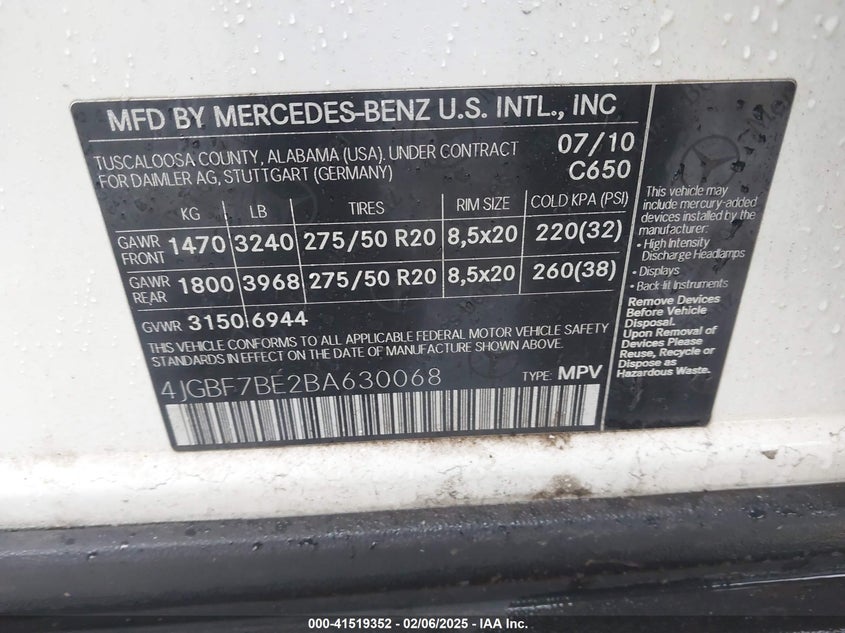 MFD BY MERCEDES-BENZ U.S. INTL., INC
TUSCALOOSA COUNTY, ALABAMA (USA). UNDER CONTRACT
FOR DAIMLER AG, STUTTGART (GERMANY)
07/10
C650
KG LB TIRES RIM SIZE COLD KPA (PSI)
GAWR FRONT 1470 3240 275/50 R20 8,5x20 220(32)
GAWR REAR 1800 3968 275/50 R20 8,5x20 260(38)
GVWR 3150 6944
THIS VEHICLE CONFORMS TO ALL APPLICABLE FEDERAL MOTOR VEHICLE SAFETY
STANDARDS IN EFFECT ON THE DATE OF MANUFACTURE SHOWN ABOVE.
4JGBF7BE2BA630068 TYPE: MPV
This vehicle may
include mercury-added
devices installed by the
manufacturer:
• High Intensity
Discharge Headlamps
• Displays
• Back-lit Instruments
Remove Devices
Before Vehicle
Disposal.
Upon Removal of
Devices Please
Reuse, Recycle or
Dispose as
Hazardous Waste.
000-41519352 - 02/06/2025 - IAA Inc.